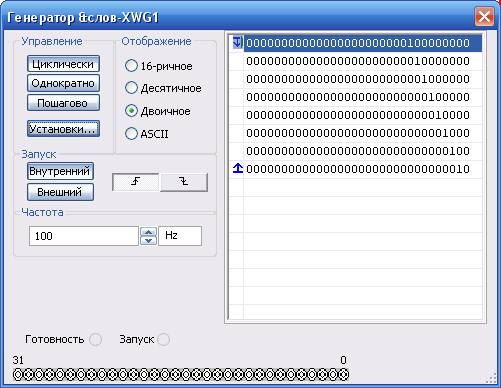 Генератор &слов-XWG1
Управление
Циклически
Однократно
Пошагово
Установки...
Отображение
16-ричное
Десятичное
Двоичное
ASCII
Запуск
Внутренний
Внешний
Частота
100
Hz
00000000000000000000000100000000
00000000000000000000000010000000
00000000000000000000000001000000
00000000000000000000000000100000
00000000000000000000000000010000
00000000000000000000000000001000
00000000000000000000000000000100
00000000000000000000000000000010
Готовность
Запуск
31
0
00000000000000000000000000000000